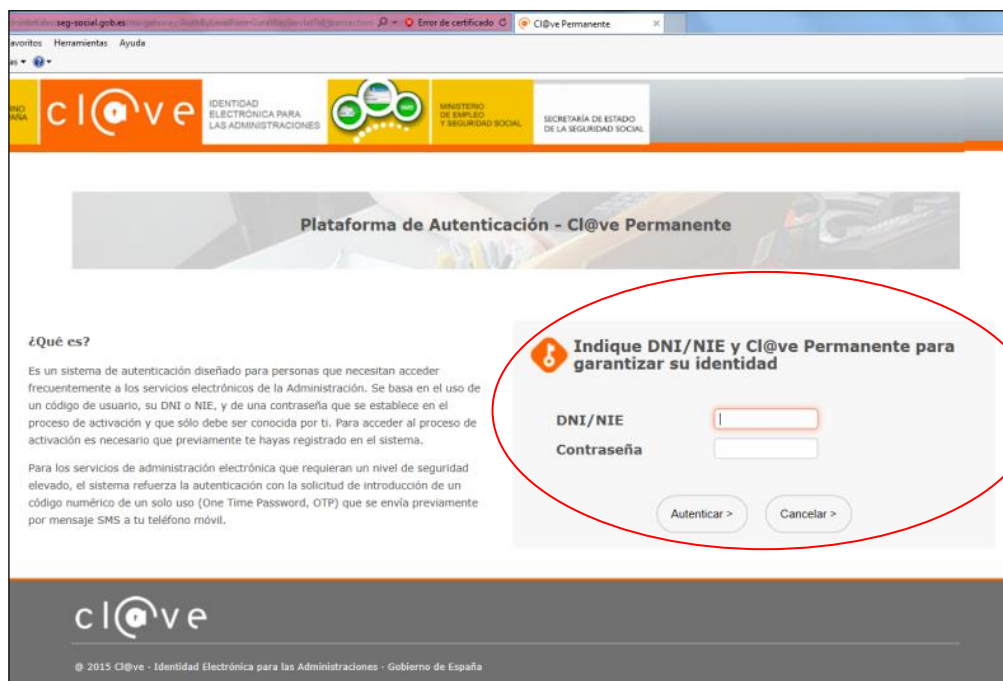 seg-social.gob.es
Error de certificado
Cl@ve Permanente
avoritos Herramientas Ayuda
cl@ve
IDENTIDAD
ELECTRÓNICA PARA
LAS ADMINISTRACIONES
MINISTERIO
DE EMPLEO
Y SEGURIDAD SOCIAL
SECRETARÍA DE ESTADO
DE LA SEGURIDAD SOCIAL
Plataforma de Autenticación - Cl@ve Permanente
¿Qué es?
Es un sistema de autenticación diseñado para personas que necesitan acceder
frecuentemente a los servicios electrónicos de la Administración. Se basa en el uso de
un código de usuario, su DNI o NIE, y de una contraseña que se establece en el
proceso de activación y que sólo debe ser conocida por ti. Para acceder al proceso de
activación es necesario que previamente te hayas registrado en el sistema.
Para los servicios de administración electrónica que requieran un nivel de seguridad
elevado, el sistema refuerza la autenticación con la solicitud de introducción de un
código numérico de un solo uso (One Time Password, OTP) que se envía previamente
por mensaje SMS a tu teléfono móvil.
Indique DNI/NIE y Cl@ve Permanente para
garantizar su identidad
DNI/NIE
Contraseña
Autenticar >
Cancelar >
cl@ve
@ 2015 Cl@ve - Identidad Electrónica para las Administraciones - Gobierno de España